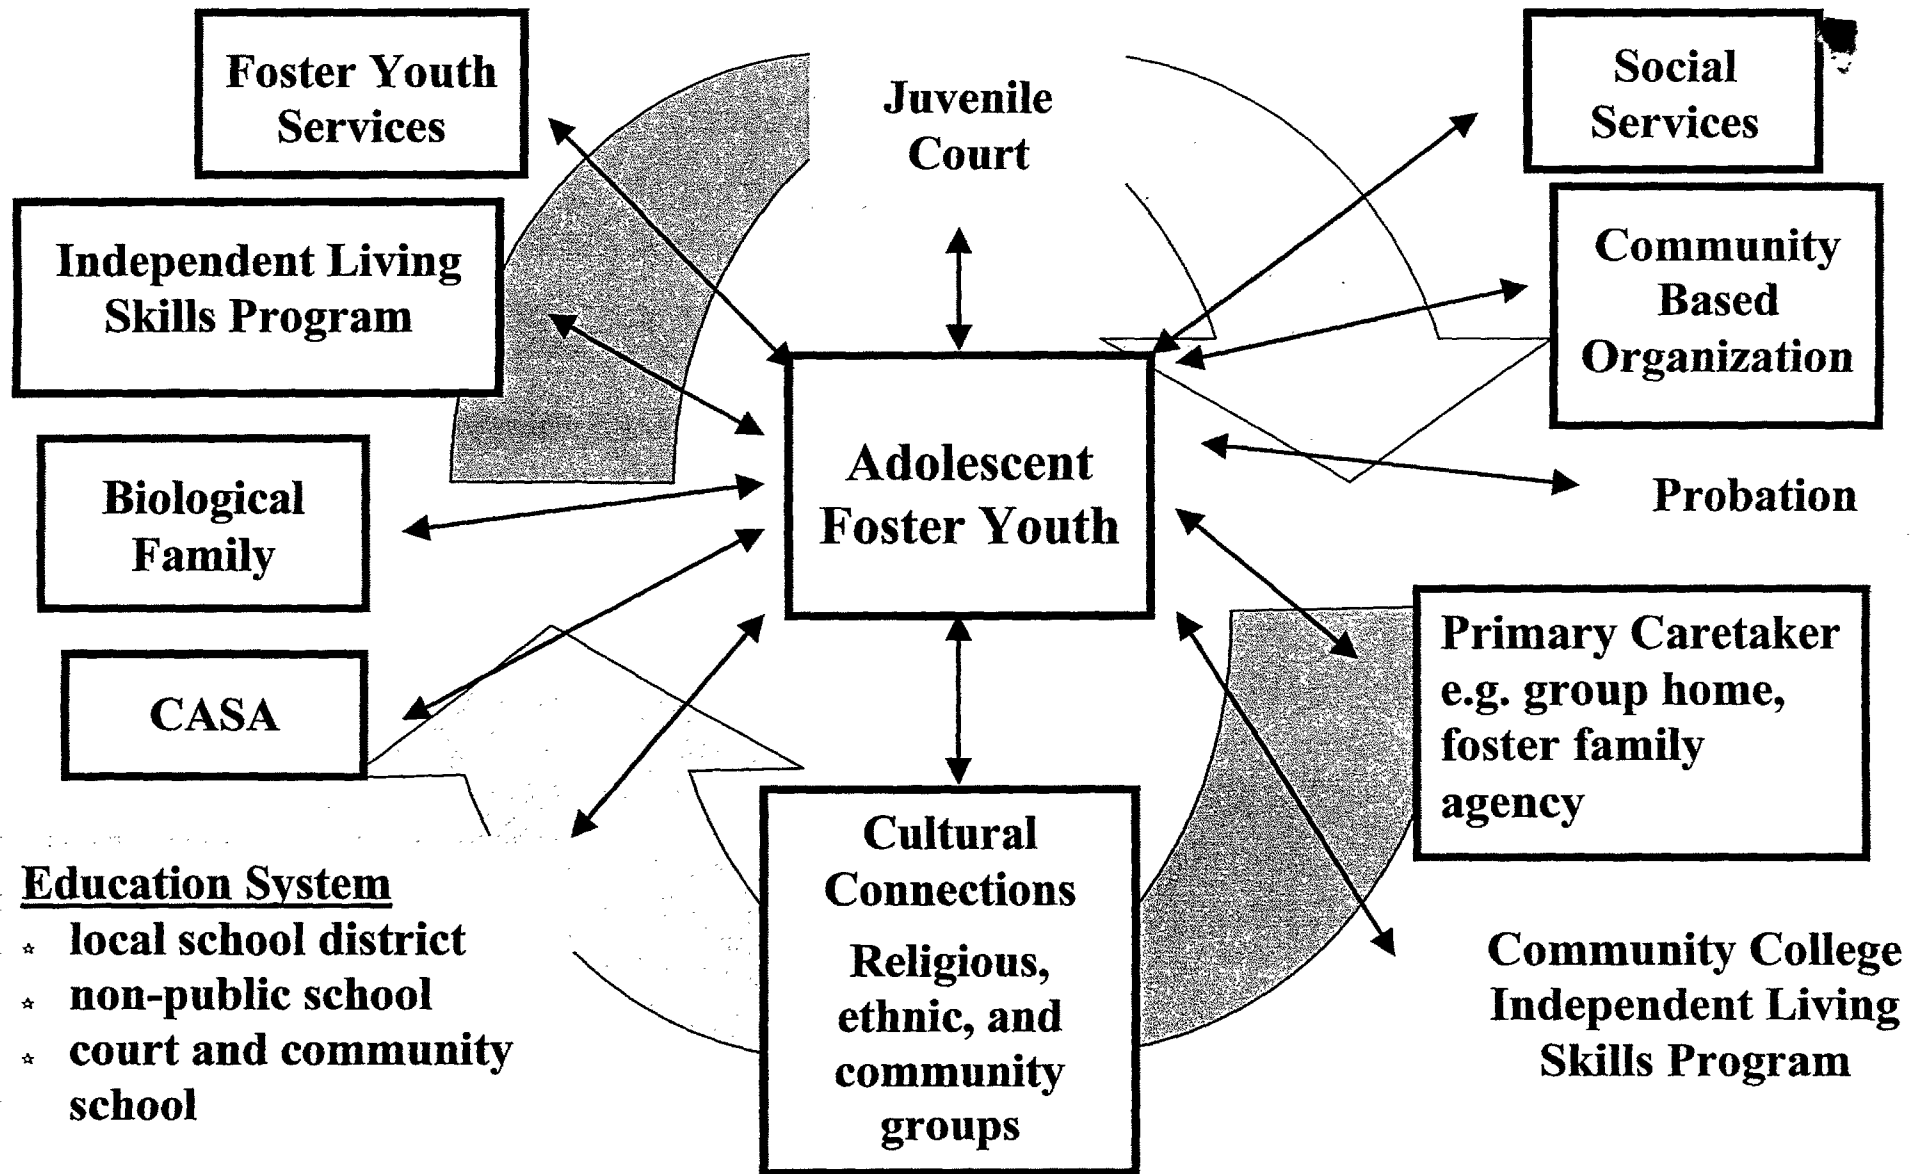 Foster Youth
Services
Juvenile
Court
Social
Services
Independent Living
Skills Program
Community
Based
Organization
Biological
Family
Adolescent
Foster Youth
Probation
CASA
Primary Caretaker
e.g. group home,
foster family
agency
Education System
☆ local school district
☆ non-public school
☆ court and community
school
Cultural
Connections
Religious,
ethnic, and
community
groups
Community College
Independent Living
Skills Program